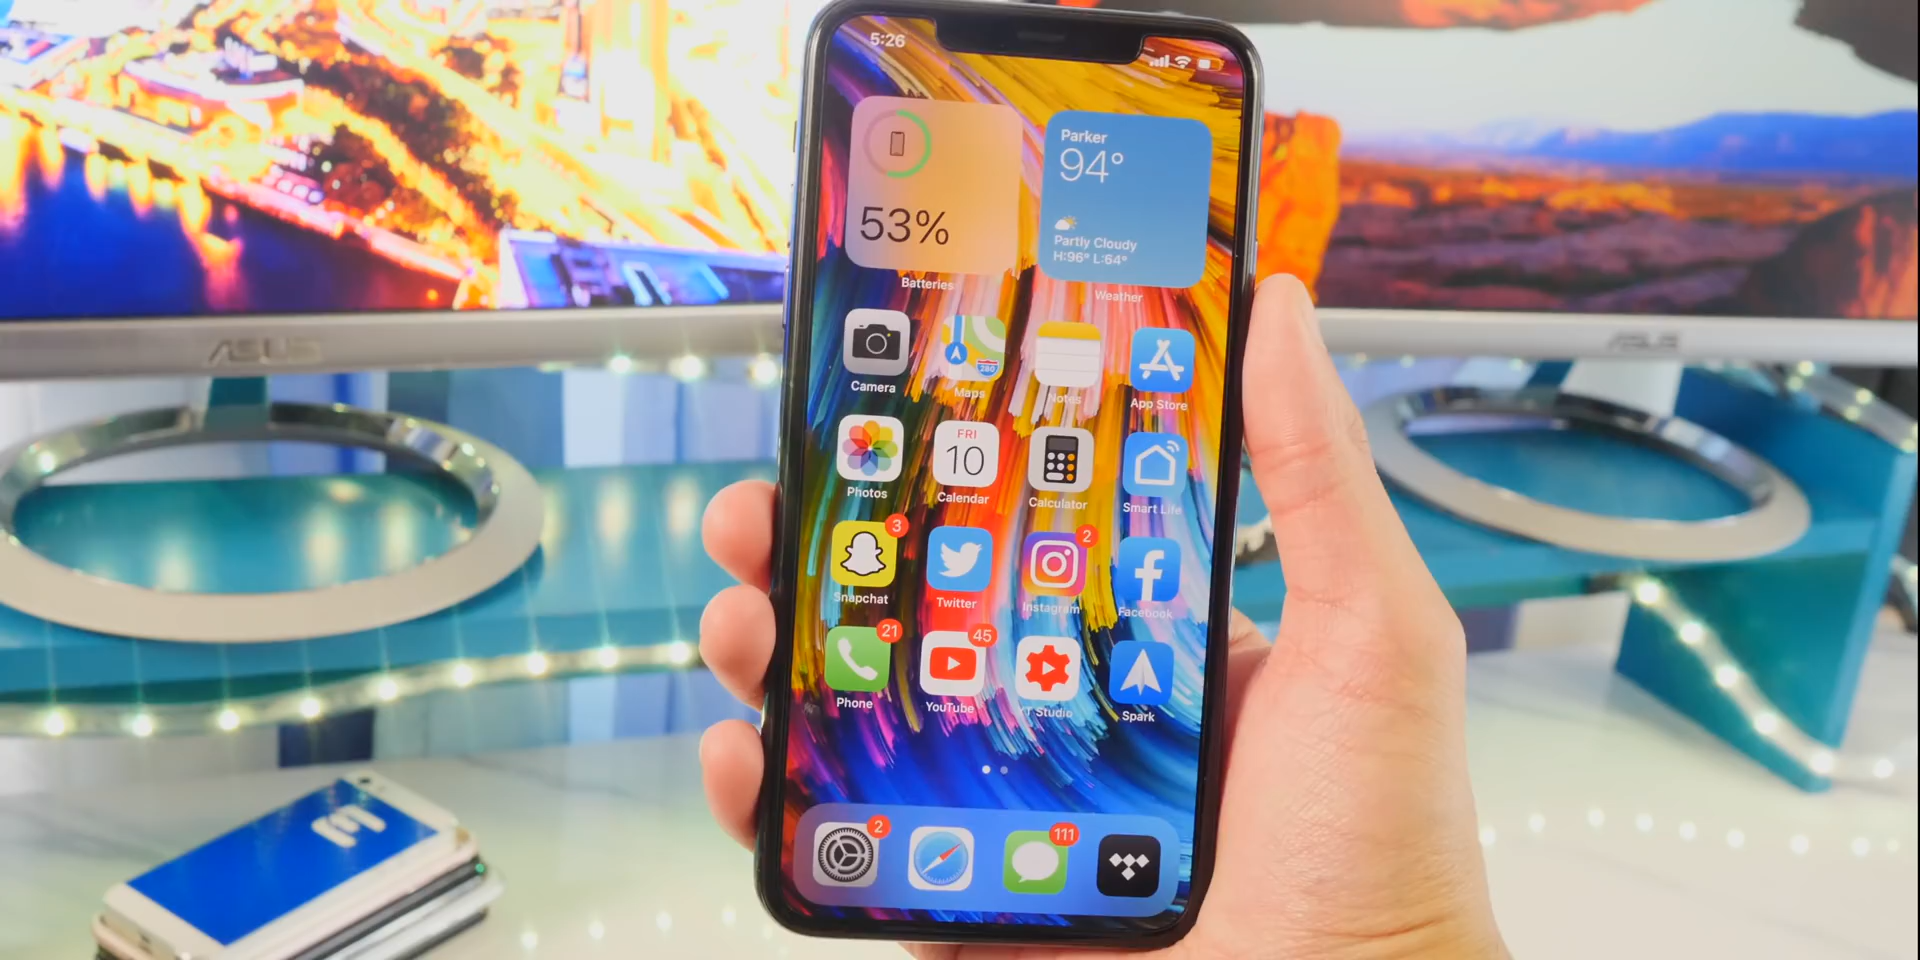 5:26
53%
Batteries
Parker
94°
Partly Cloudy
H:96° L:64°
Weather
ASUS
ASUS
280
Camera
Maps
Notes
App Store
FRI
10
Photos
Calendar
Calculator
Smart Life
3
2
Snapchat
Twitter
Instagram
Facebook
21
45
Phone
YouTube
YT Studio
Spark
2
111